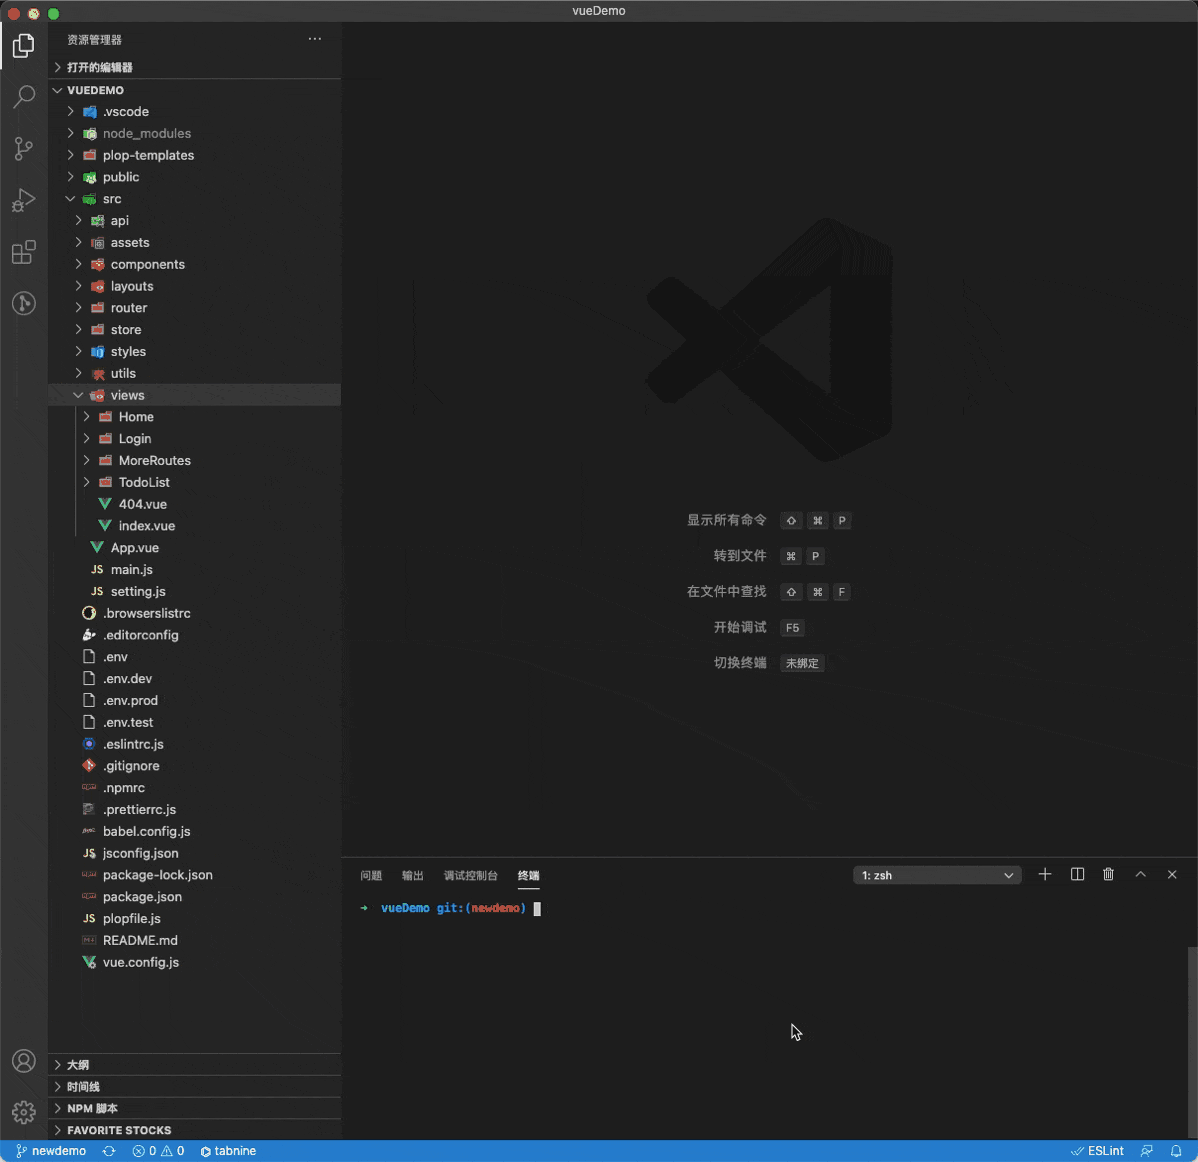 vueDemo
资源管理器
打开的编辑器
VUEDEMO
.vscode
node_modules
plop-templates
public
src
api
assets
components
layouts
router
store
styles
utils
views
Home
Login
MoreRoutes
TodoList
404.vue
index.vue
App.vue
JS main.js
JS setting.js
.browserslistrc
.editorconfig
.env
.env.dev
.env.prod
.env.test
.eslintrc.js
.gitignore
.npmrc
.prettierrc.js
babel.config.js
JS jsconfig.json
package-lock.json
package.json
JS plopfile.js
README.md
vue.config.js
大纲
时间线
NPM 脚本
FAVORITE STOCKS
显示所有命令 ⇧ ⌘ P
转到文件 ⌘ P
在文件中查找 ⇧ ⌘ F
开始调试 F5
切换终端 未绑定
问题 输出 调试控制台 终端 1: zsh
→ vueDemo git:(newdemo)
newdemo 0 0 tabnine ESLint